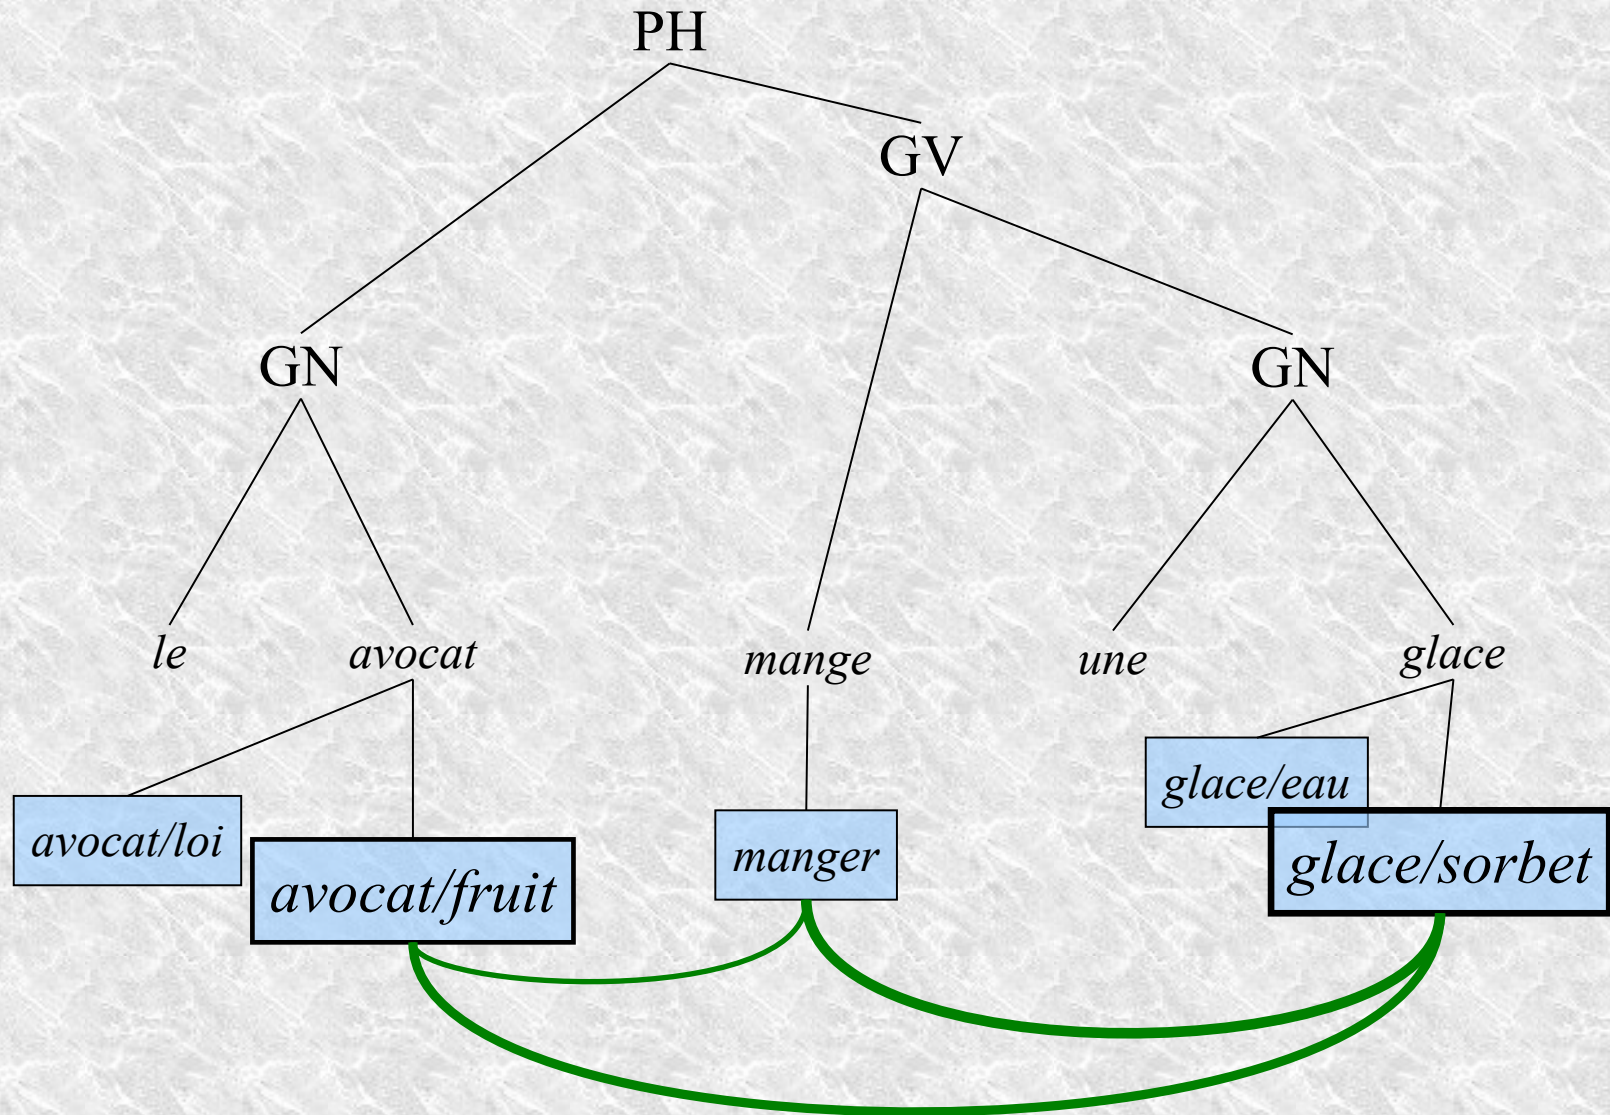 PH
GV
GN
GN
le
avocat
mange
une
glace
avocat/loi
avocat/fruit
manger
glace/eau
glace/sorbet